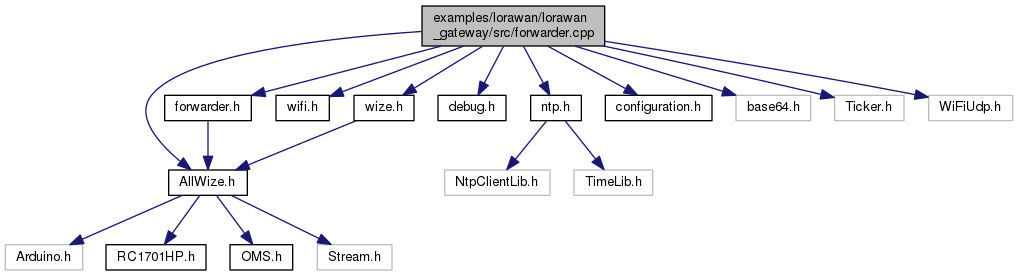 examples/lorawan/lorawan
_gateway/src/forwarder.cpp
forwarder.h
wifi.h
wize.h
debug.h
ntp.h
configuration.h
base64.h
Ticker.h
WiFiUdp.h
AllWize.h
NtpClientLib.h
TimeLib.h
Arduino.h
RC1701HP.h
OMS.h
Stream.h